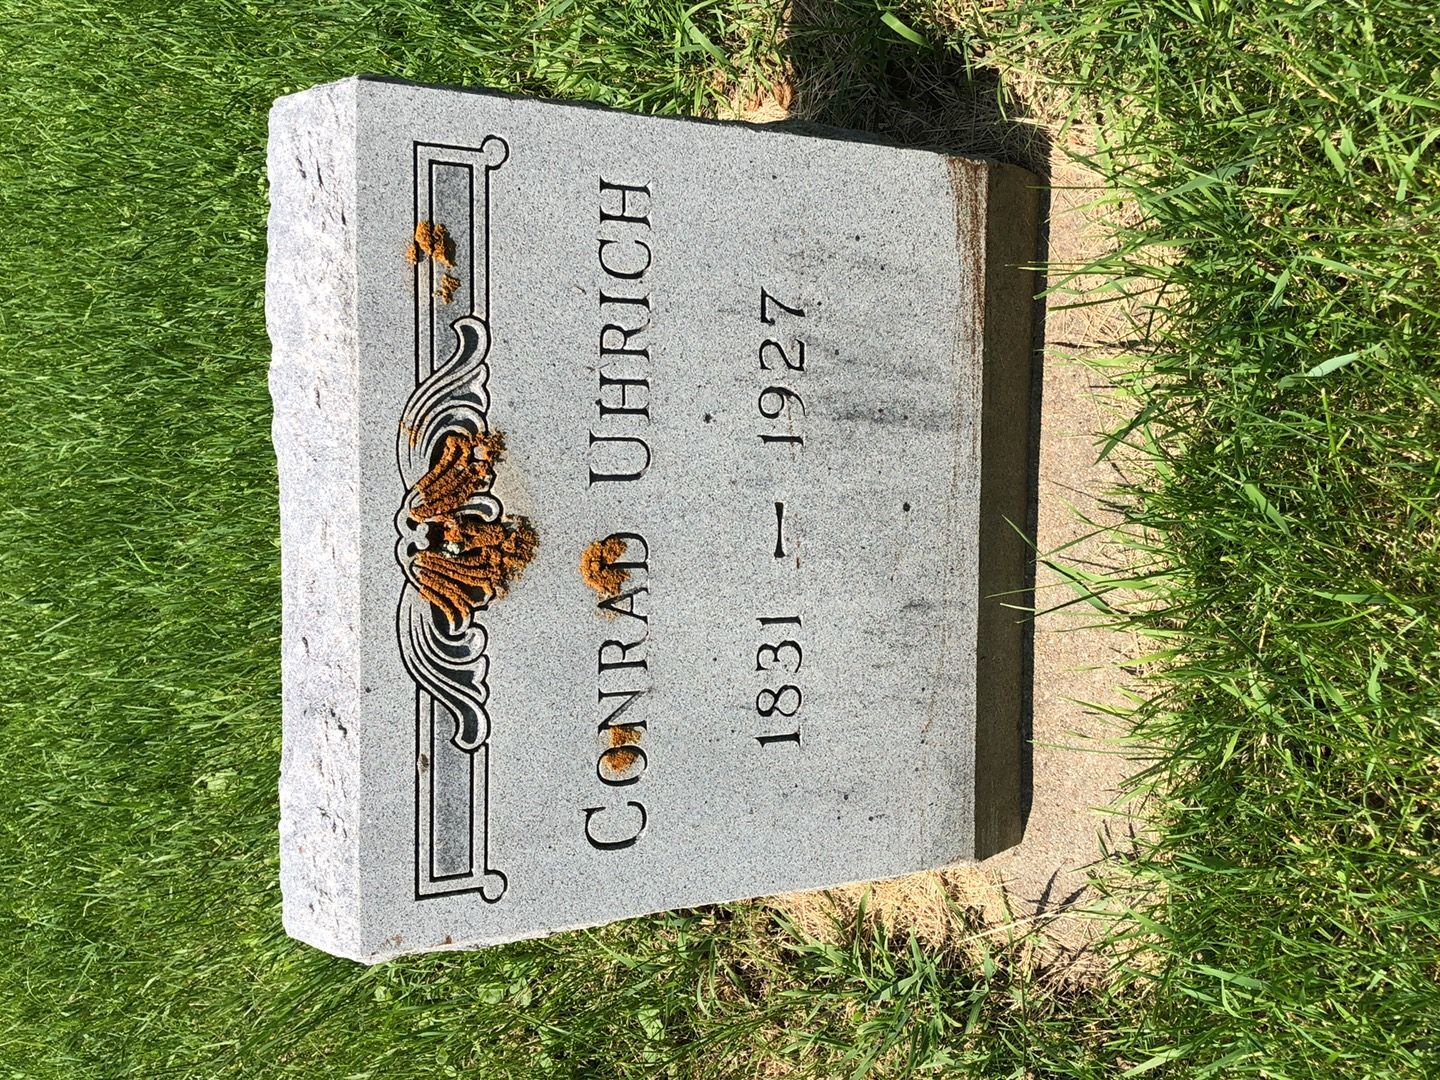 CONRAD UHRICH
1831 — 1927